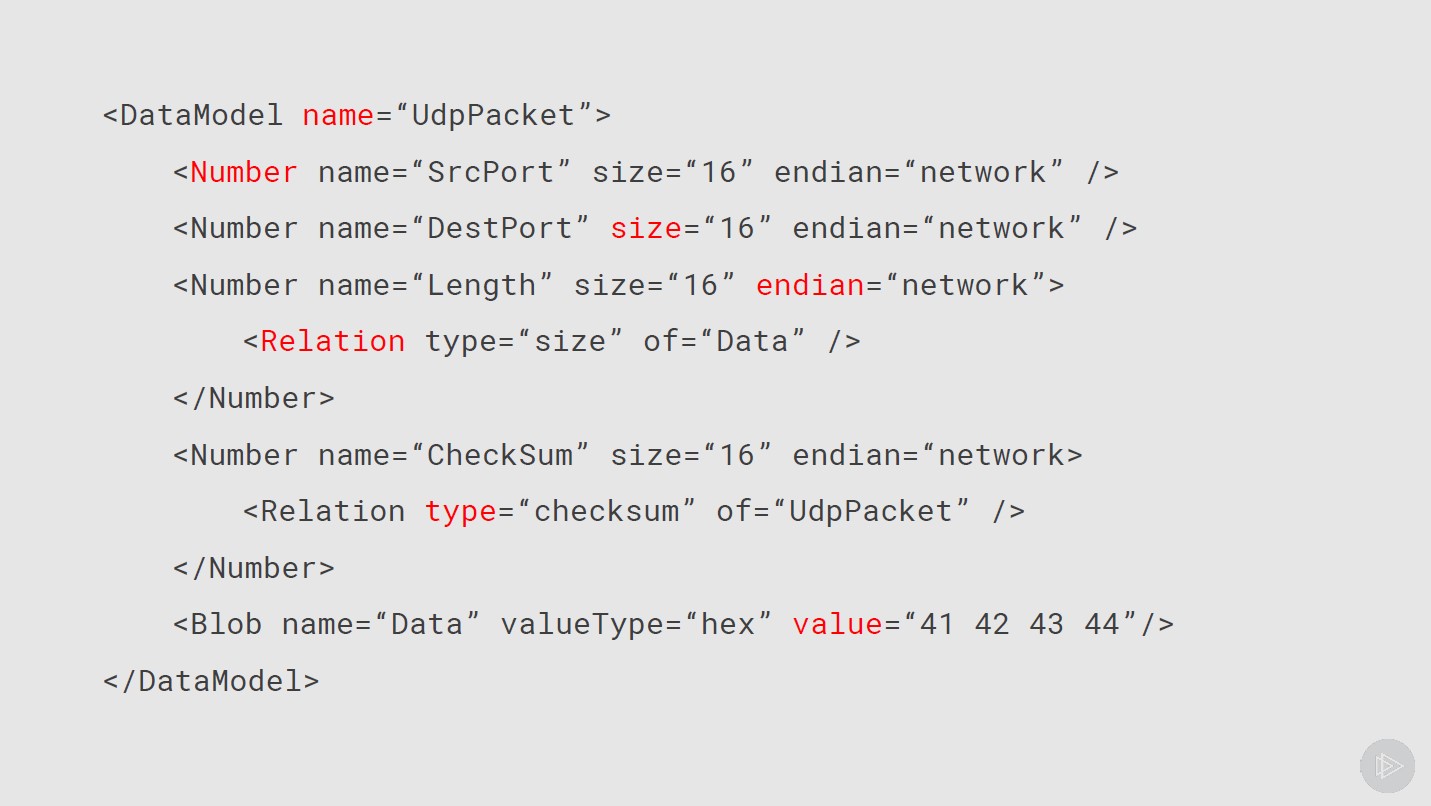 <DataModel name=“UdpPacket”>
<Number name=“SrcPort” size=“16” endian=“network” />
<Number name=“DestPort” size=“16” endian=“network” />
<Number name=“Length” size=“16” endian=“network”>
<Relation type=“size” of=“Data” />
</Number>
<Number name=“CheckSum” size=“16” endian=“network>
<Relation type=“checksum” of=“UdpPacket” />
</Number>
<Blob name=“Data” valueType=“hex” value=“41 42 43 44”/>
</DataModel>